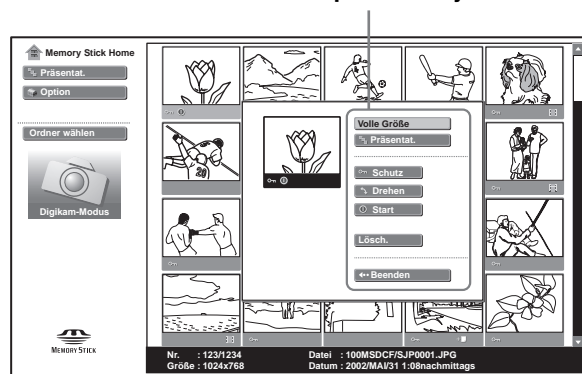 Memory Stick Home
Präsentat.
Option
Ordner wählen
Digikam-Modus
MEMORY STICK
20
Volle Größe
Präsentat.
Schutz
Drehen
Start
Lösch.
Beenden
Nr. : 123/1234
Größe : 1024x768
Datei : 100MSDCF/SJP0001.JPG
Datum : 2002/MAI/31 1:08nachmittags